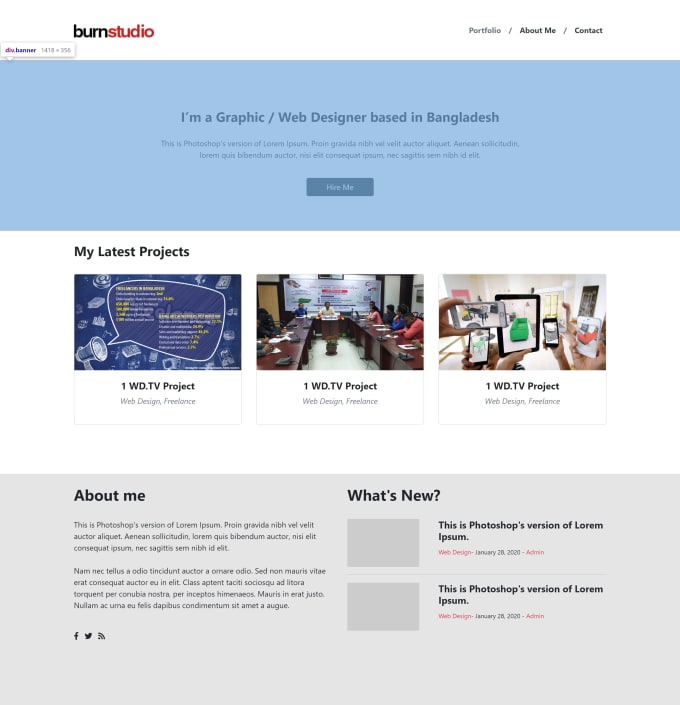 burnstudio
Portfolio / About Me / Contact
div.banner 1418 × 356
I'm a Graphic / Web Designer based in Bangladesh
This is Photoshop's version of Lorem Ipsum. Proin gravida nibh vel velit auctor aliquet. Aenean sollicitudin,
lorem quis bibendum auctor, nisi elit consequat ipsum, nec sagittis sem nibh id elit.
Hire Me
My Latest Projects
FREELANCERS IN BANGLADESH
1 WD.TV Project
Web Design, Freelance
1 WD.TV Project
Web Design, Freelance
1 WD.TV Project
Web Design, Freelance
About me
This is Photoshop's version of Lorem Ipsum. Proin gravida nibh vel velit
auctor aliquet. Aenean sollicitudin, lorem quis bibendum auctor, nisi elit
consequat ipsum, nec sagittis sem nibh id elit.
Nam nec tellus a odio tincidunt auctor a ornare odio. Sed non mauris vitae
erat consequat auctor eu in elit. Class aptent taciti sociosqu ad litora
torquent per conubia nostra, per inceptos himenaeos. Mauris in erat justo.
Nullam ac urna eu felis dapibus condimentum sit amet a augue.
What's New?
This is Photoshop's version of Lorem
Ipsum.
Web Design- January 28, 2020 - Admin
This is Photoshop's version of Lorem
Ipsum.
Web Design- January 28, 2020 - Admin